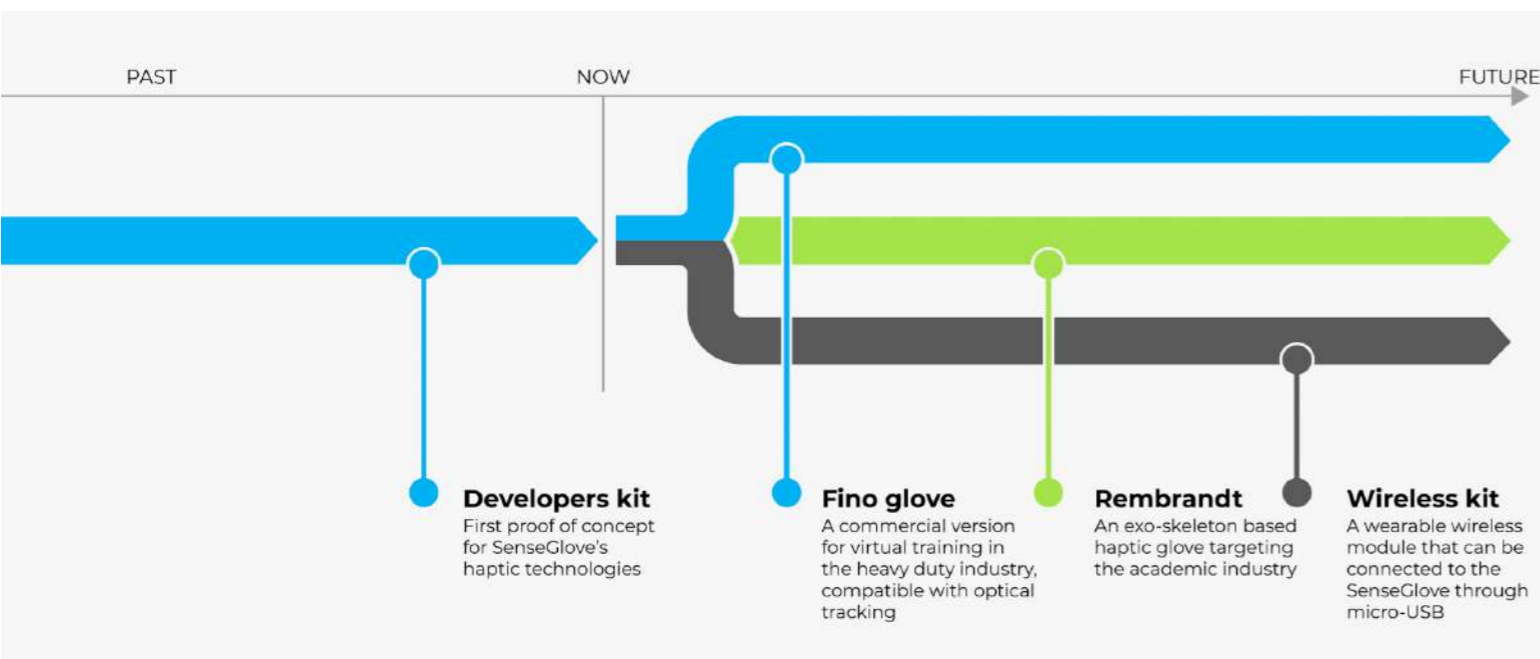 PAST
NOW
FUTURE
Developers kit
First proof of concept
for SenseGlove's
haptic technologies
Fino glove
A commercial version
for virtual training in
the heavy duty industry,
compatible with optical
tracking
Rembrandt
An exo-skeleton based
haptic glove targeting
the academic industry
Wireless kit
A wearable wireless
module that can be
connected to the
SenseGlove through
micro-USB